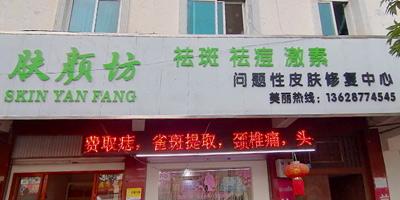 肤颜坊
SKIN YAN FANG
祛斑 祛痘 激素
问题性皮肤修复中心
美丽热线：13628774545
费取痣，雀斑提取，颈椎痛，头